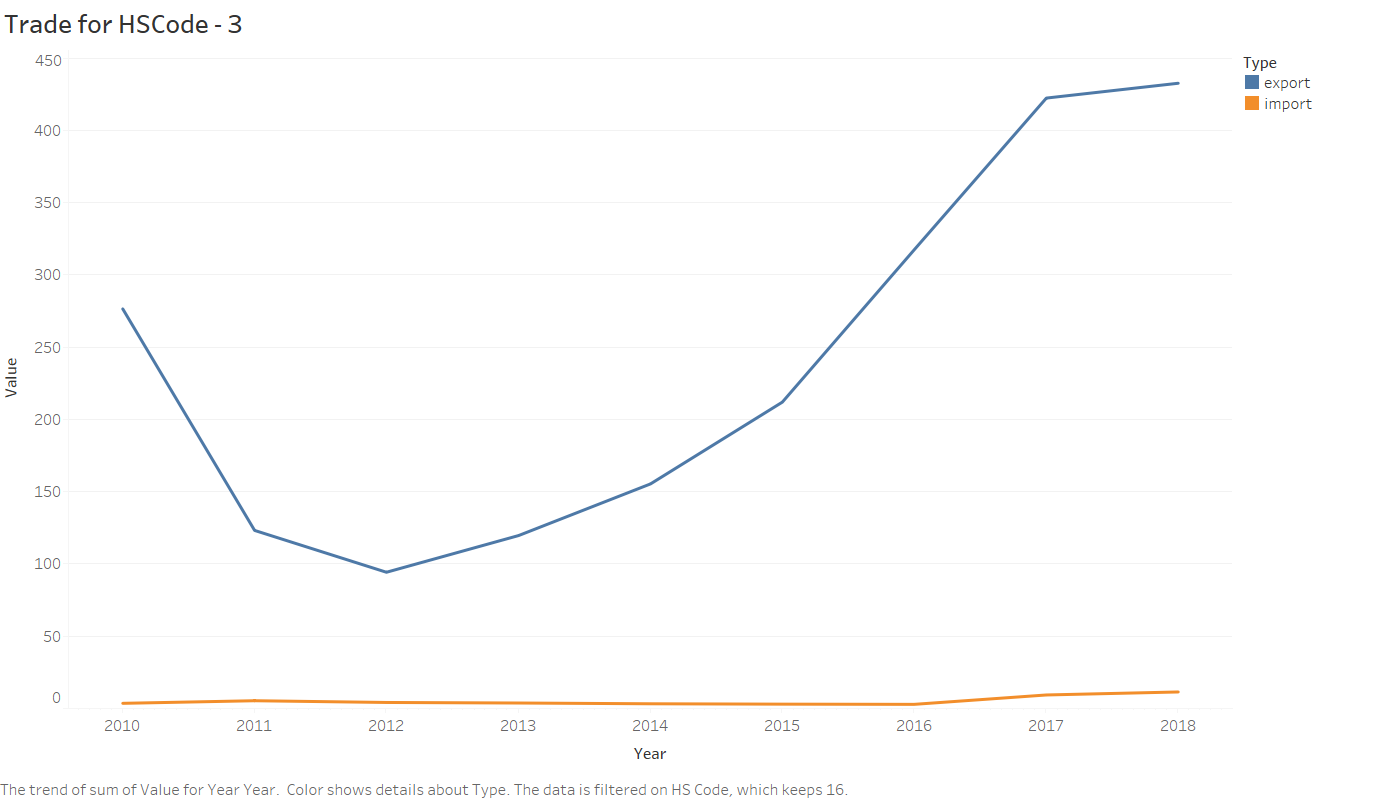 Trade for HSCode - 3
450
400
350
300
250
200
150
100
50
0
Value
2010 2011 2012 2013 2014 2015 2016 2017 2018
Year
Type
export
import
The trend of sum of Value for Year Year.  Color shows details about Type. The data is filtered on HS Code, which keeps 16.